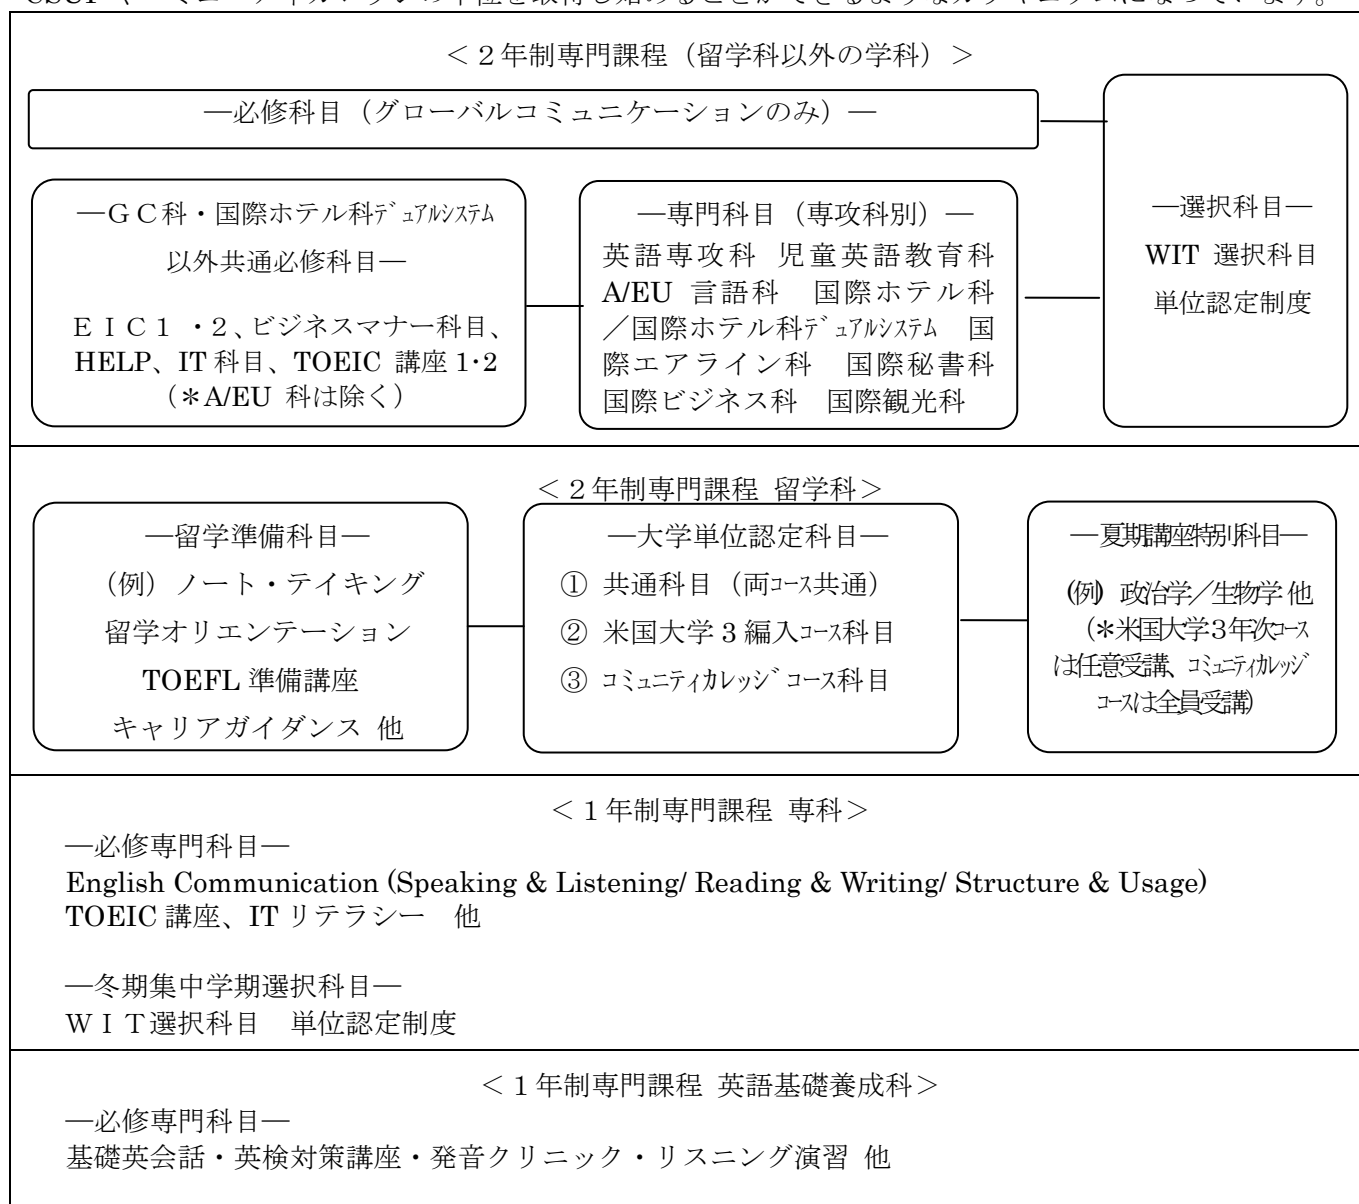 ＜２年制専門課程（留学科以外の学科）＞
―必修科目（グローバルコミュニケーションのみ）―
―ＧＣ科・国際ホテル科ﾃﾞｭｱﾙｼｽﾃﾑ
以外共通必修科目―
ＥＩＣ１・２、ビジネスマナー科目、
HELP、IT 科目、TOEIC 講座 1･2
（＊A/EU 科は除く）
―専門科目（専攻科別）―
英語専攻科 児童英語教育科
A/EU 言語科　国際ホテル科
／国際ホテル科ﾃﾞｭｱﾙｼｽﾃﾑ　国
際エアライン科　国際秘書科
国際ビジネス科　国際観光科
―選択科目―
WIT 選択科目
単位認定制度
＜２年制専門課程 留学科＞
―留学準備科目―
（例）ノート・テイキング
留学オリエンテーション
TOEFL 準備講座
キャリアガイダンス 他
―大学単位認定科目―
① 共通科目（両ｺｰｽ共通）
② 米国大学３編入ｺｰｽ科目
③ ｺﾐｭﾆﾃｨｶﾚｯｼﾞｺｰｽ科目
―夏期講座特別科目―
(例) 政治学／生物学 他
（＊米国大学３年次ｺｰｽ
は任意受講、ｺﾐｭﾆﾃｨｶﾚｯｼﾞ
ｺｰｽは全員受講）
＜１年制専門課程 専科＞
―必修専門科目―
English Communication (Speaking & Listening/ Reading & Writing/ Structure & Usage)
TOEIC 講座、IT リテラシー　他
―冬期集中学期選択科目―
ＷＩＴ選択科目　単位認定制度
＜１年制専門課程 英語基礎養成科＞
―必修専門科目―
基礎英会話・英検対策講座・発音クリニック・リスニング演習 他